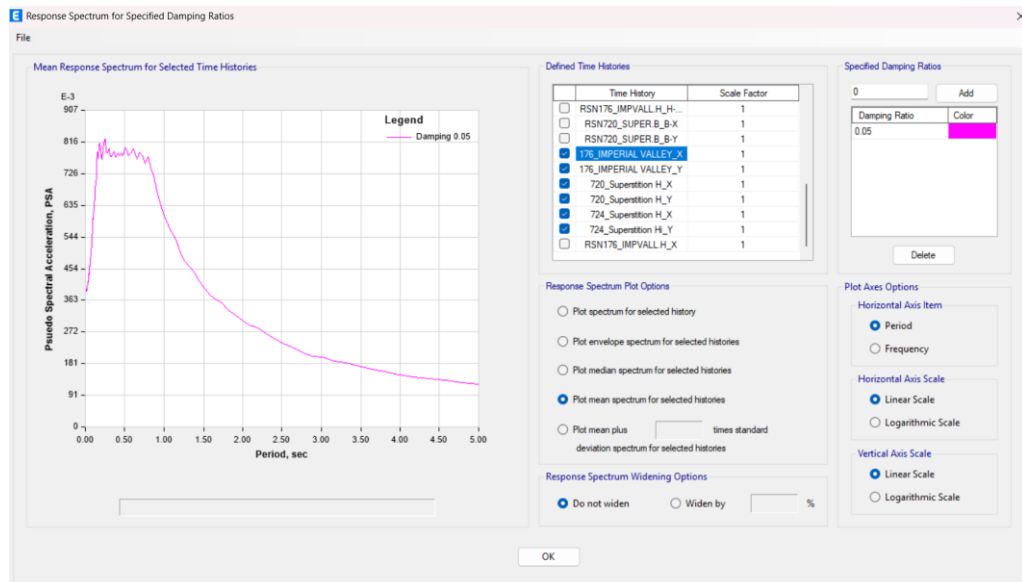 E Response Spectrum for Specified Damping Ratios
File
Mean Response Spectrum for Selected Time Histories
E-3
907
816
726
635
544
454
363
272
181
91
0
0.00 0.50 1.00 1.50 2.00 2.50 3.00 3.50 4.00 4.50 5.00
Period, sec
Psuedo Spectral Acceleration, PSA
Legend
Damping 0.05
Defined Time Histories
Time History Scale Factor
RSN176_IMPVALL.H_H-... 1
RSN720_SUPER.B_B-X 1
RSN720_SUPER.B_B-Y 1
176_IMPERIAL VALLEY_X 1
176_IMPERIAL VALLEY_Y 1
720_Superstition H_X 1
720_Superstition H_Y 1
724_Superstition H_X 1
724_Superstition Hi_Y 1
RSN176_IMPVALL.H_X 1
Response Spectrum Plot Options
Plot spectrum for selected history
Plot envelope spectrum for selected histories
Plot median spectrum for selected histories
Plot mean spectrum for selected histories
Plot mean plus times standard
deviation spectrum for selected histories
Response Spectrum Widening Options
Do not widen Widen by %
Specified Damping Ratios
0 Add
Damping Ratio Color
0.05
Delete
Plot Axes Options
Horizontal Axis Item
Period
Frequency
Horizontal Axis Scale
Linear Scale
Logarithmic Scale
Vertical Axis Scale
Linear Scale
Logarithmic Scale
OK